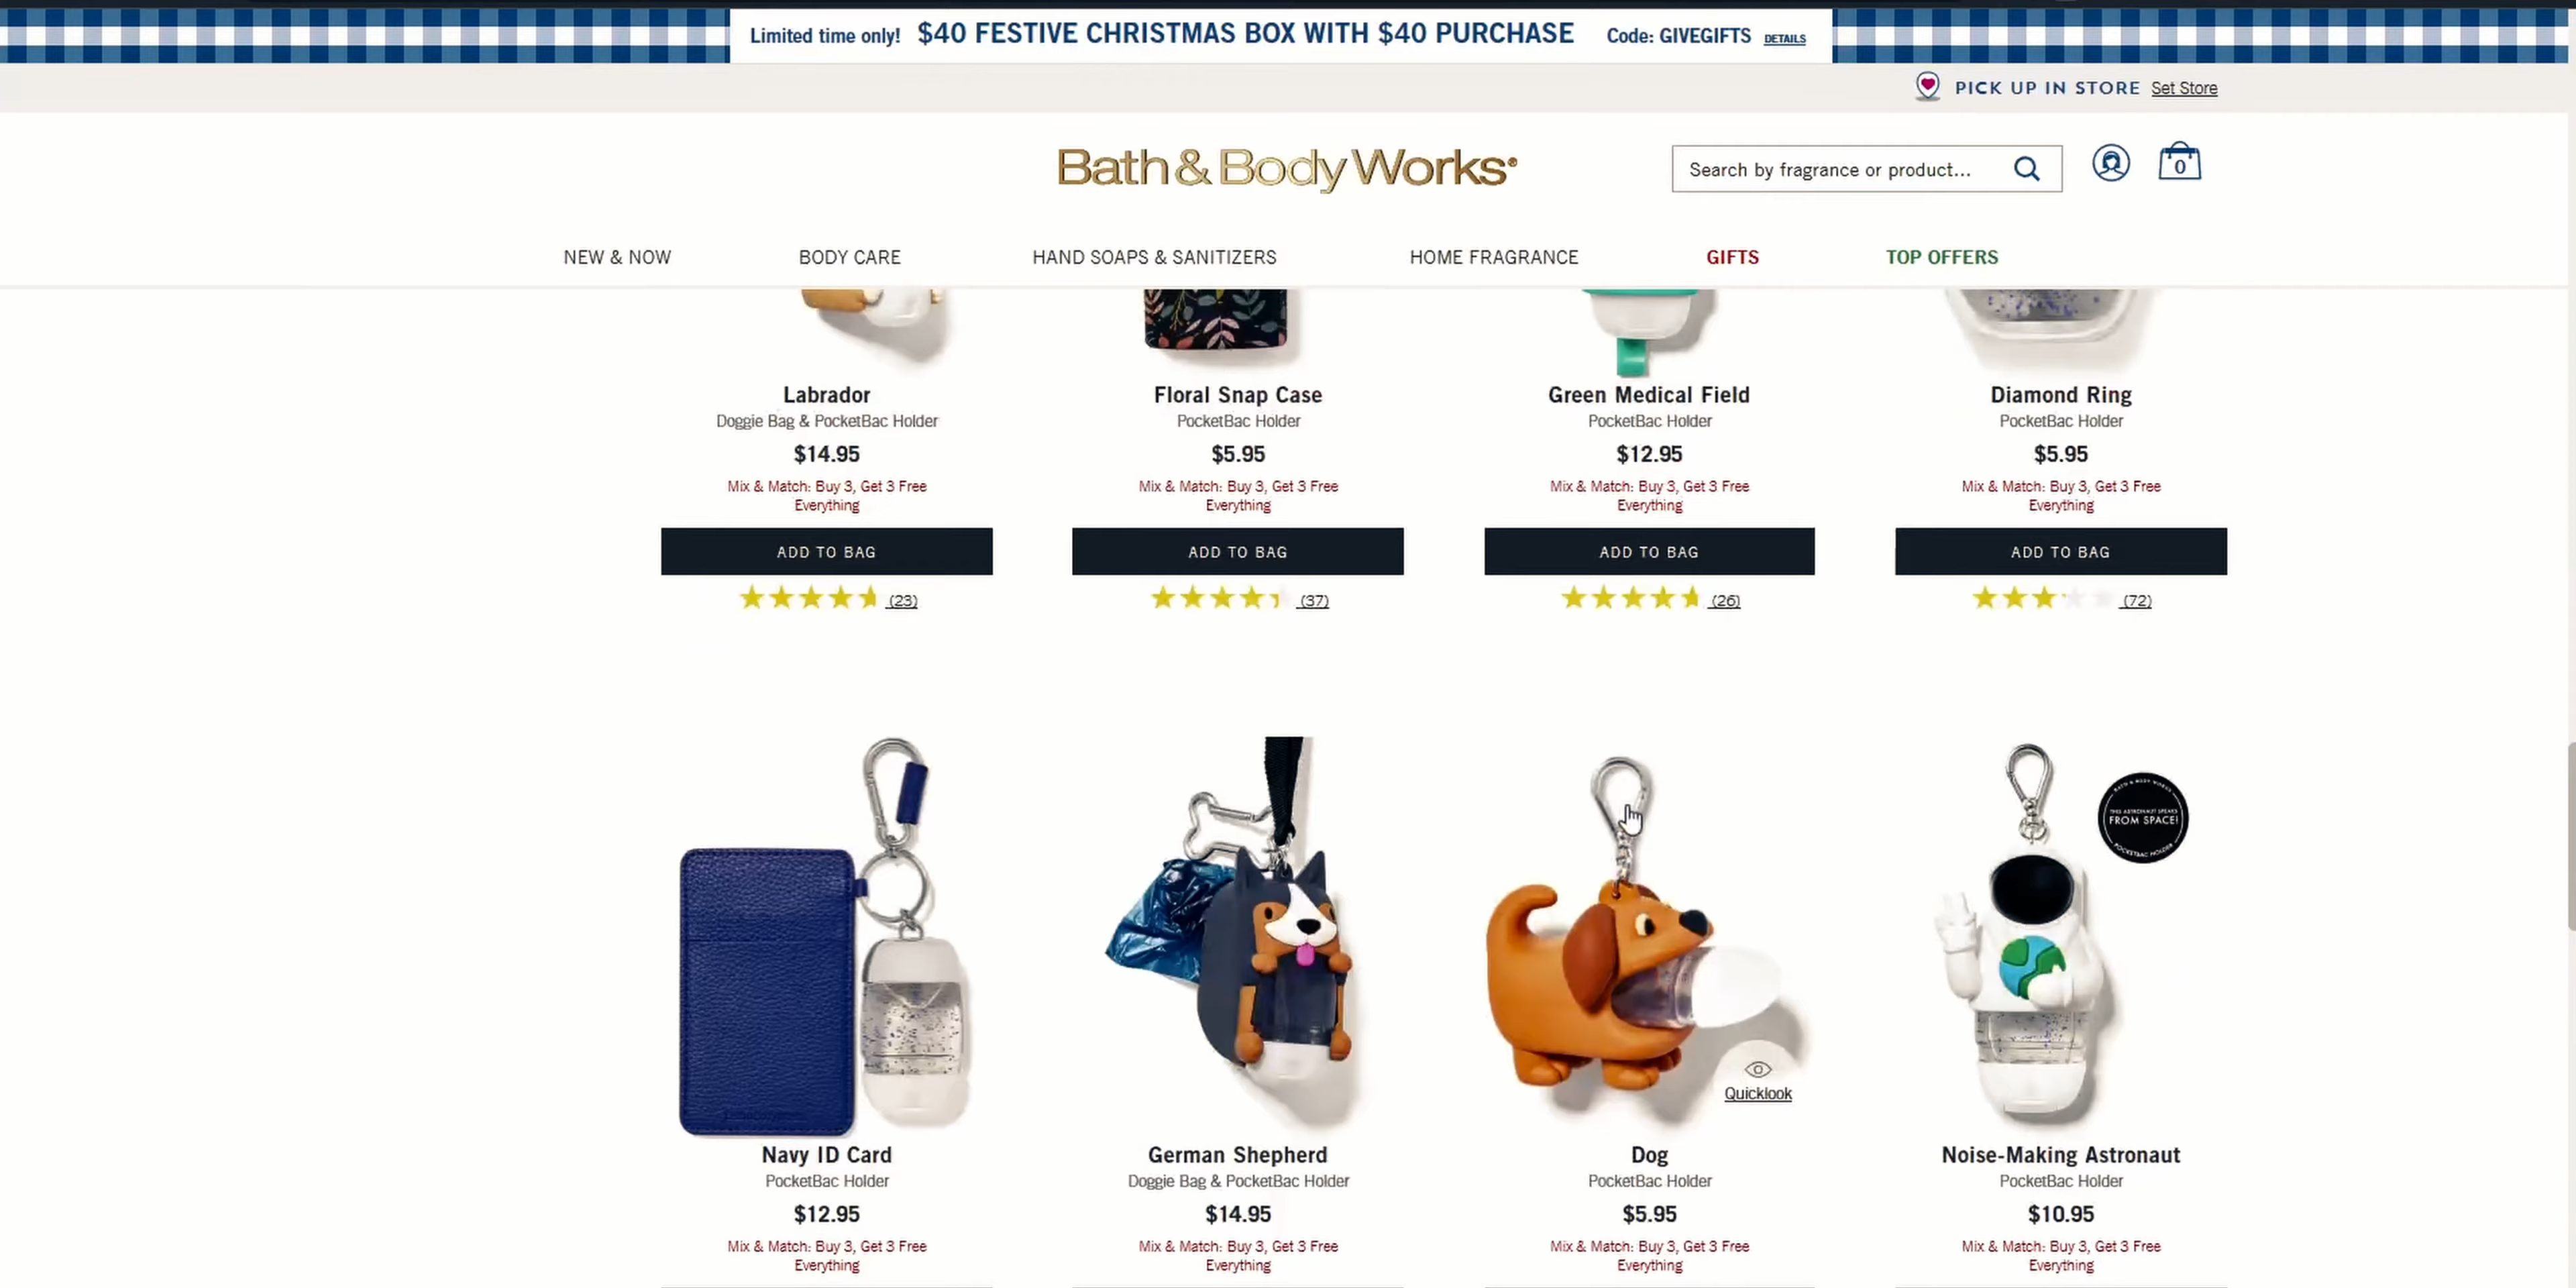 Limited time only! $40 FESTIVE CHRISTMAS BOX WITH $40 PURCHASE Code: GIVEGIFTS DETAILS
PICK UP IN STORE Set Store
Bath & Body Works®
Search by fragrance or product...
0
NEW & NOW BODY CARE HAND SOAPS & SANITIZERS HOME FRAGRANCE GIFTS TOP OFFERS
Labrador
Doggie Bag & PocketBac Holder
$14.95
Mix & Match: Buy 3, Get 3 Free
Everything
ADD TO BAG
(23)
Floral Snap Case
PocketBac Holder
$5.95
Mix & Match: Buy 3, Get 3 Free
Everything
ADD TO BAG
(37)
Green Medical Field
PocketBac Holder
$12.95
Mix & Match: Buy 3, Get 3 Free
Everything
ADD TO BAG
(26)
Diamond Ring
PocketBac Holder
$5.95
Mix & Match: Buy 3, Get 3 Free
Everything
ADD TO BAG
(72)
Navy ID Card
PocketBac Holder
$12.95
Mix & Match: Buy 3, Get 3 Free
Everything
German Shepherd
Doggie Bag & PocketBac Holder
$14.95
Mix & Match: Buy 3, Get 3 Free
Everything
Quicklook
Dog
PocketBac Holder
$5.95
Mix & Match: Buy 3, Get 3 Free
Everything
BATH & BODY WORKS
THIS ASTRONAUT SPEAKS
FROM SPACE!
POCKETBAC HOLDER
Noise-Making Astronaut
PocketBac Holder
$10.95
Mix & Match: Buy 3, Get 3 Free
Everything